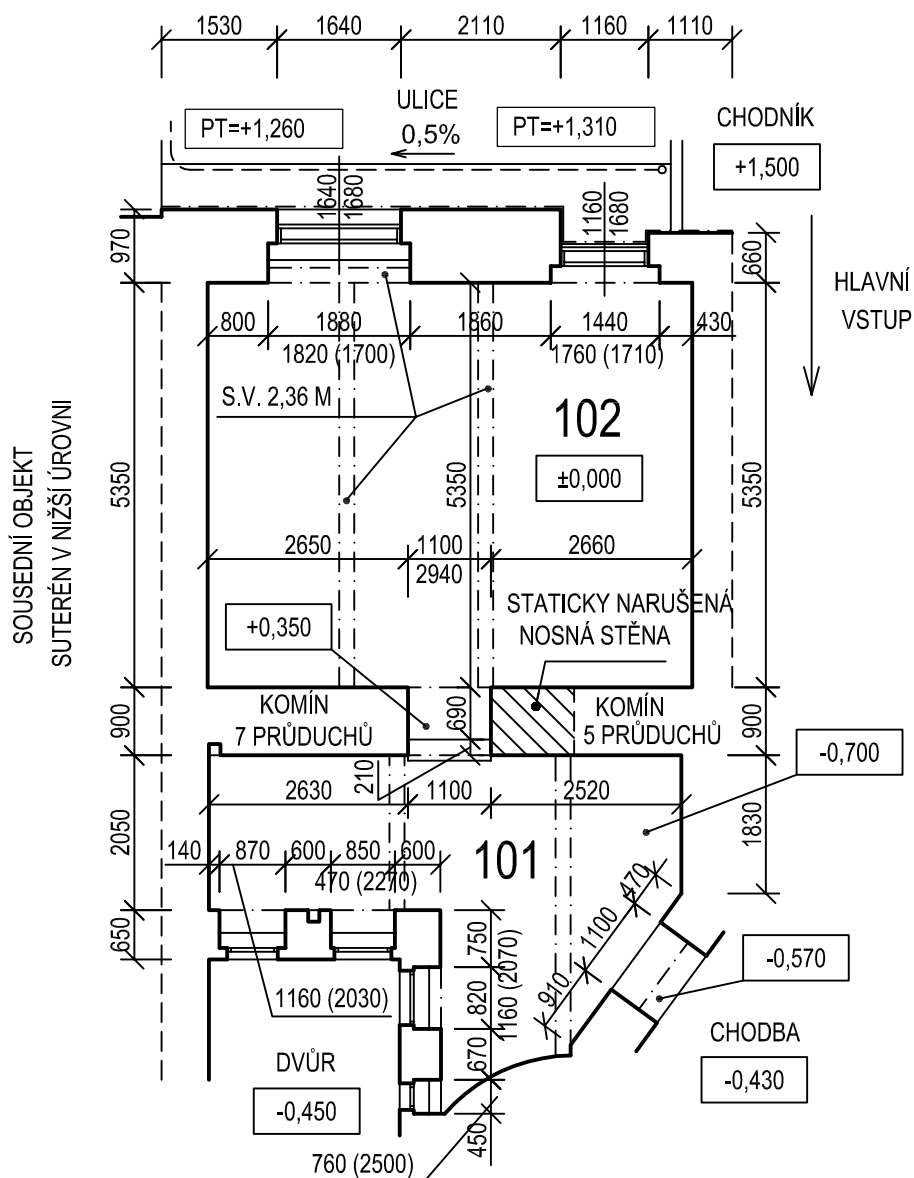 1530 1640 2110 1160 1110
ULICE
PT=+1,260
0,5%
PT=+1,310
CHODNÍK
+1,500
1640
1680
1160
1680
970
660
HLAVNÍ
VSTUP
800 1880 1860 1440 430
1820 (1700)
1760 (1710)
S.V. 2,36 M
102
±0,000
SOUSEDNÍ OBJEKT
SUTERÉN V NIŽŠÍ ÚROVNI
5350
5350
5350
2650 1100 2660
2940
STATICKY NARUŠENÁ
NOSNÁ STĚNA
+0,350
KOMÍN
7 PRŮDUCHŮ
690
KOMÍN
5 PRŮDUCHŮ
900
900
-0,700
210
2630 1100 2520
2050
1830
140 870 600 850 600
470 (2270)
101
470
1100
910
650
750
1160 (2070)
820
-0,570
1160 (2030)
CHODBA
-0,430
DVŮR
-0,450
670
450
760 (2500)